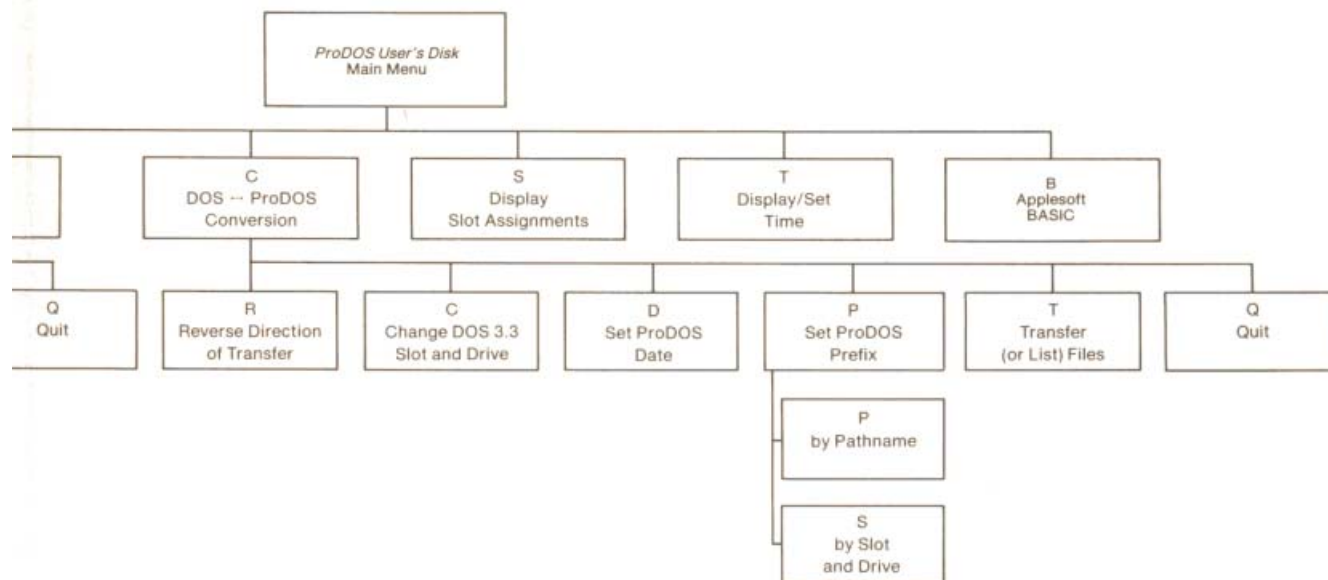 ProDOS User's Disk
Main Menu
C
DOS ↔ ProDOS
Conversion
S
Display
Slot Assignments
T
Display/Set
Time
B
Applesoft
BASIC
Q
Quit
R
Reverse Direction
of Transfer
C
Change DOS 3.3
Slot and Drive
D
Set ProDOS
Date
P
Set ProDOS
Prefix
T
Transfer
(or List) Files
Q
Quit
P
by Pathname
S
by Slot
and Drive